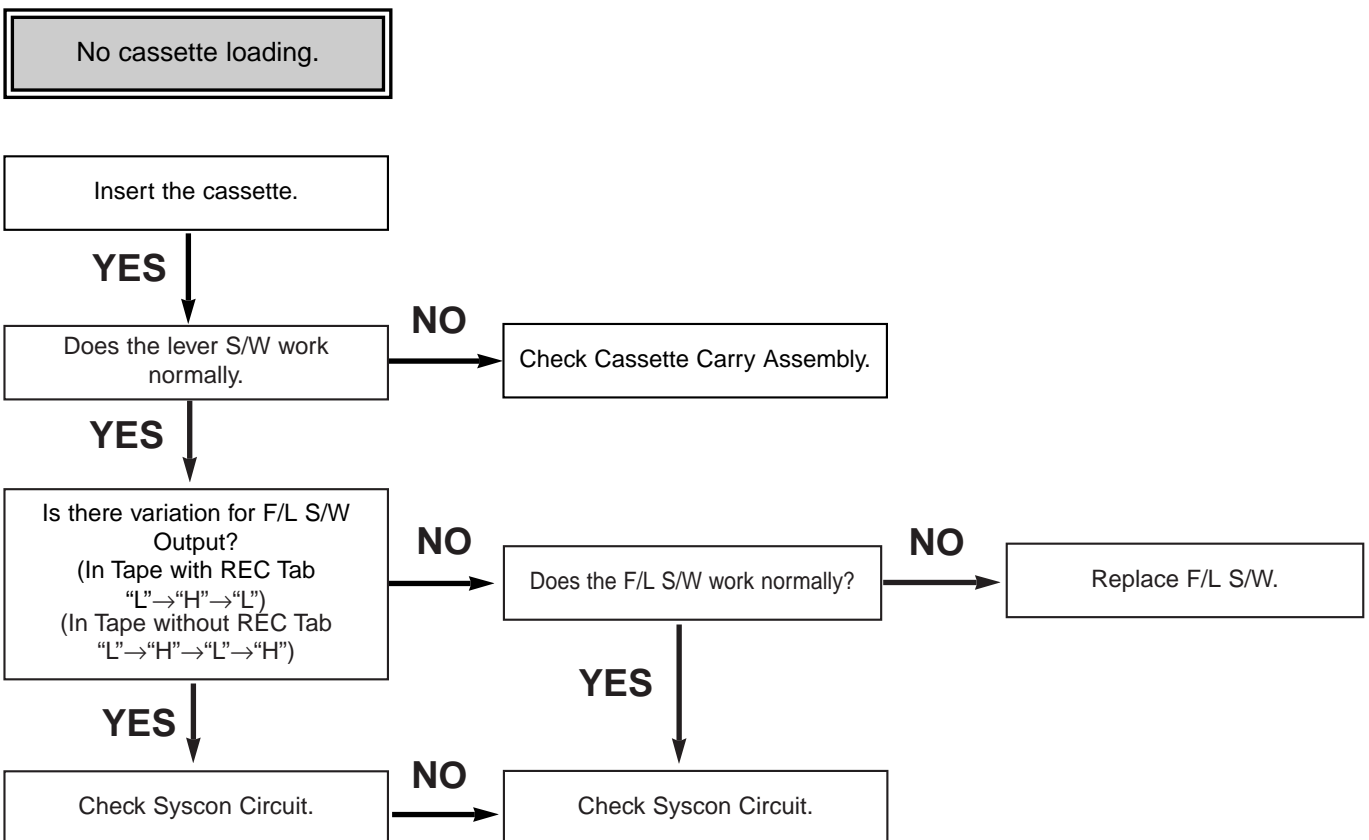 No cassette loading.
Insert the cassette.
YES
Does the lever S/W work
normally.
NO
Check Cassette Carry Assembly.
YES
Is there variation for F/L S/W
Output?
(In Tape with REC Tab
“L”→“H”→“L”)
(In Tape without REC Tab
“L”→“H”→“L”→“H”)
NO
Does the F/L S/W work normally?
NO
Replace F/L S/W.
YES
YES
Check Syscon Circuit.
NO
Check Syscon Circuit.